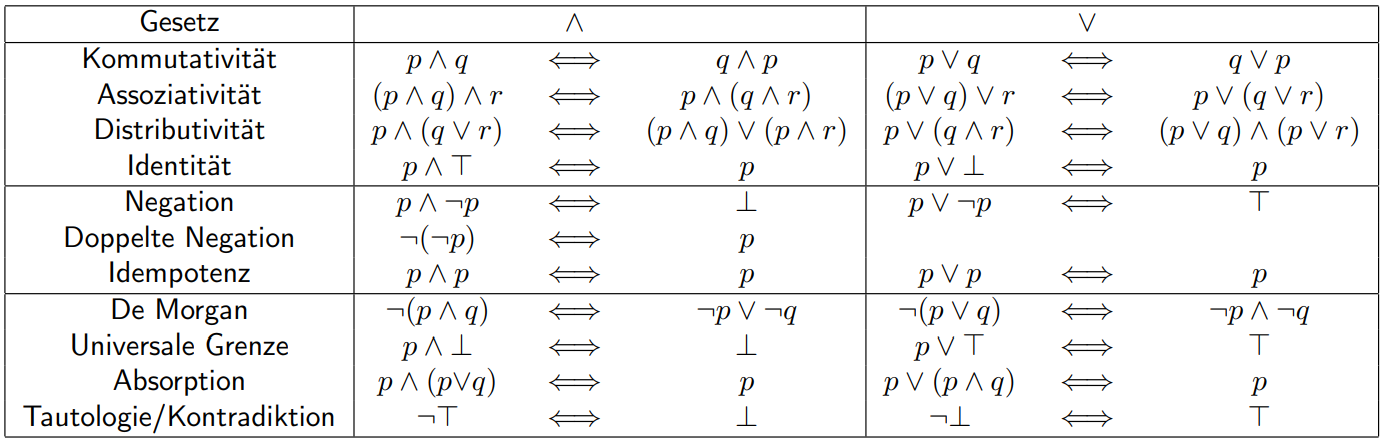 Gesetz ∧ ∨
Kommutativität p ∧ q ⟺ q ∧ p p ∨ q ⟺ q ∨ p
Assoziativität (p ∧ q) ∧ r ⟺ p ∧ (q ∧ r) (p ∨ q) ∨ r ⟺ p ∨ (q ∨ r)
Distributivität p ∧ (q ∨ r) ⟺ (p ∧ q) ∨ (p ∧ r) p ∨ (q ∧ r) ⟺ (p ∨ q) ∧ (p ∨ r)
Identität p ∧ ⊤ ⟺ p p ∨ ⊥ ⟺ p
Negation p ∧ ¬p ⟺ ⊥ p ∨ ¬p ⟺ ⊤
Doppelte Negation ¬(¬p) ⟺ p
Idempotenz p ∧ p ⟺ p p ∨ p ⟺ p
De Morgan ¬(p ∧ q) ⟺ ¬p ∨ ¬q ¬(p ∨ q) ⟺ ¬p ∧ ¬q
Universale Grenze p ∧ ⊥ ⟺ ⊥ p ∨ ⊤ ⟺ ⊤
Absorption p ∧ (p∨q) ⟺ p p ∨ (p ∧ q) ⟺ p
Tautologie/Kontradiktion ¬⊤ ⟺ ⊥ ¬⊥ ⟺ ⊤